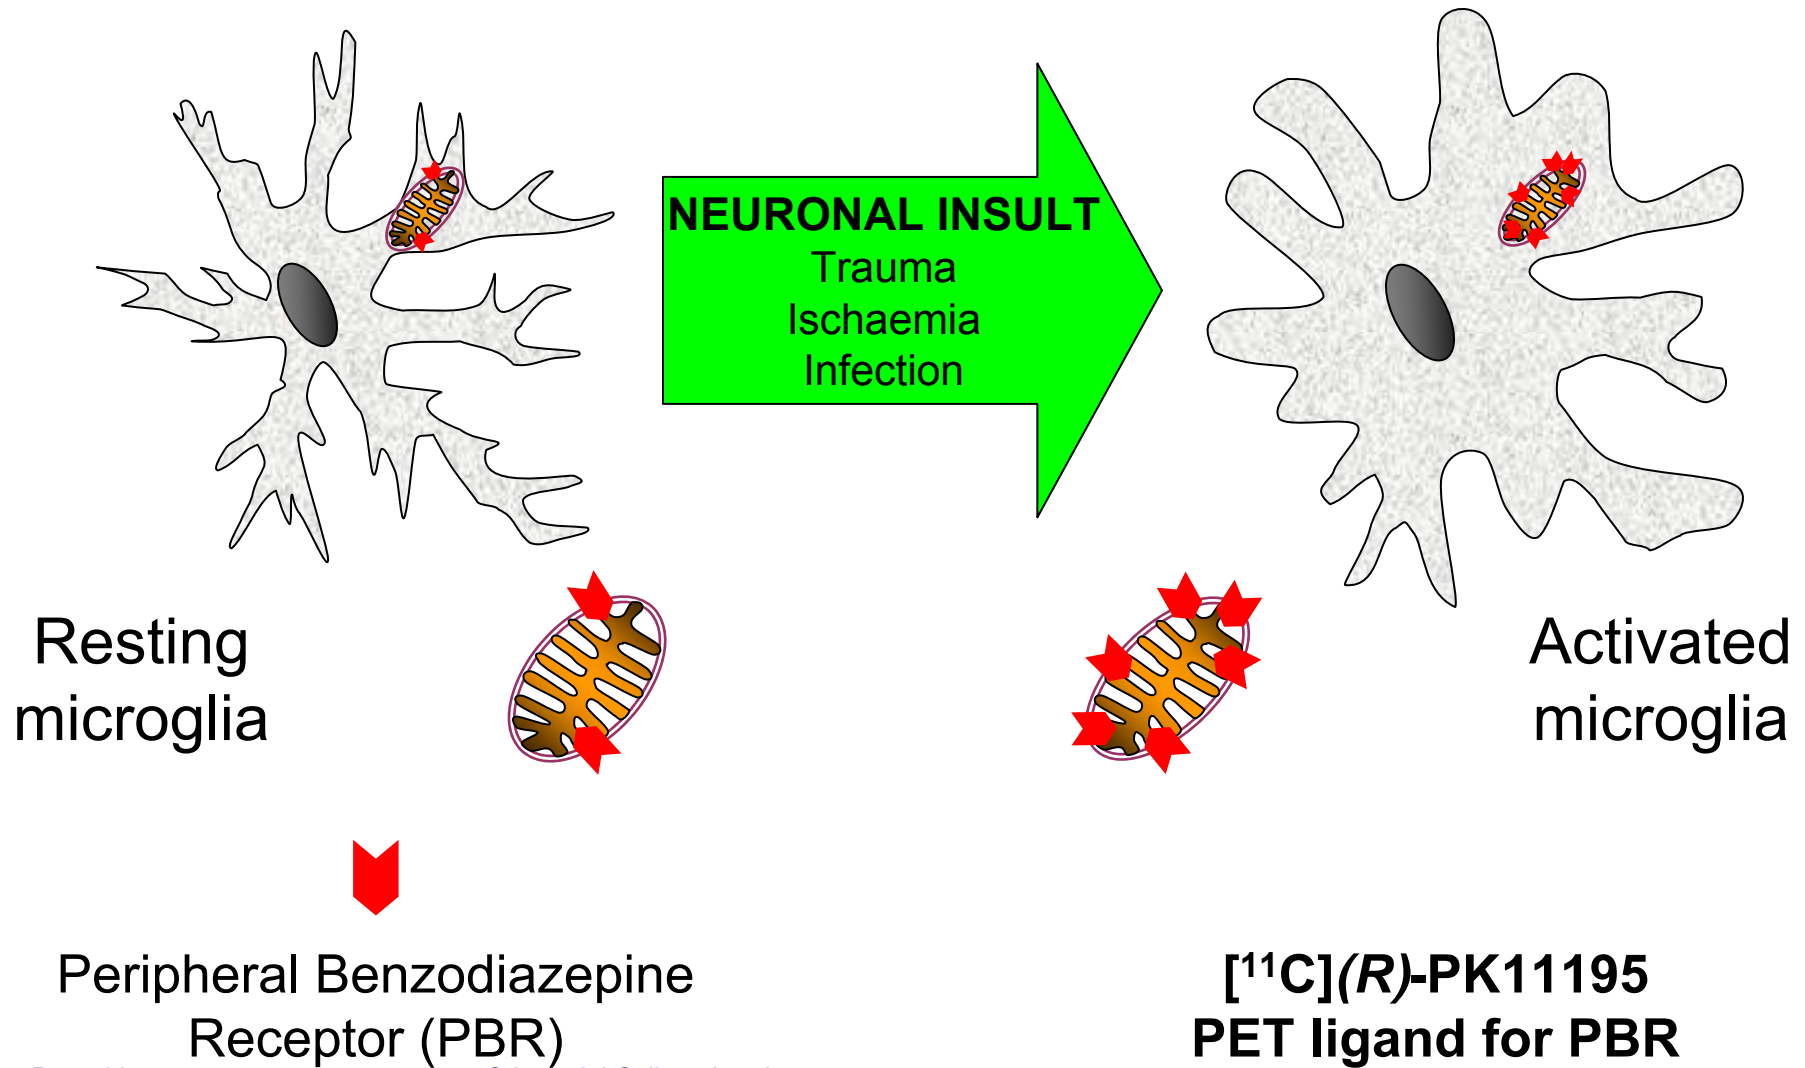 NEURONAL INSULT
Trauma
Ischaemia
Infection
Resting
microglia
Activated
microglia
Peripheral Benzodiazepine
Receptor (PBR)
[¹¹C](R)-PK11195
PET ligand for PBR